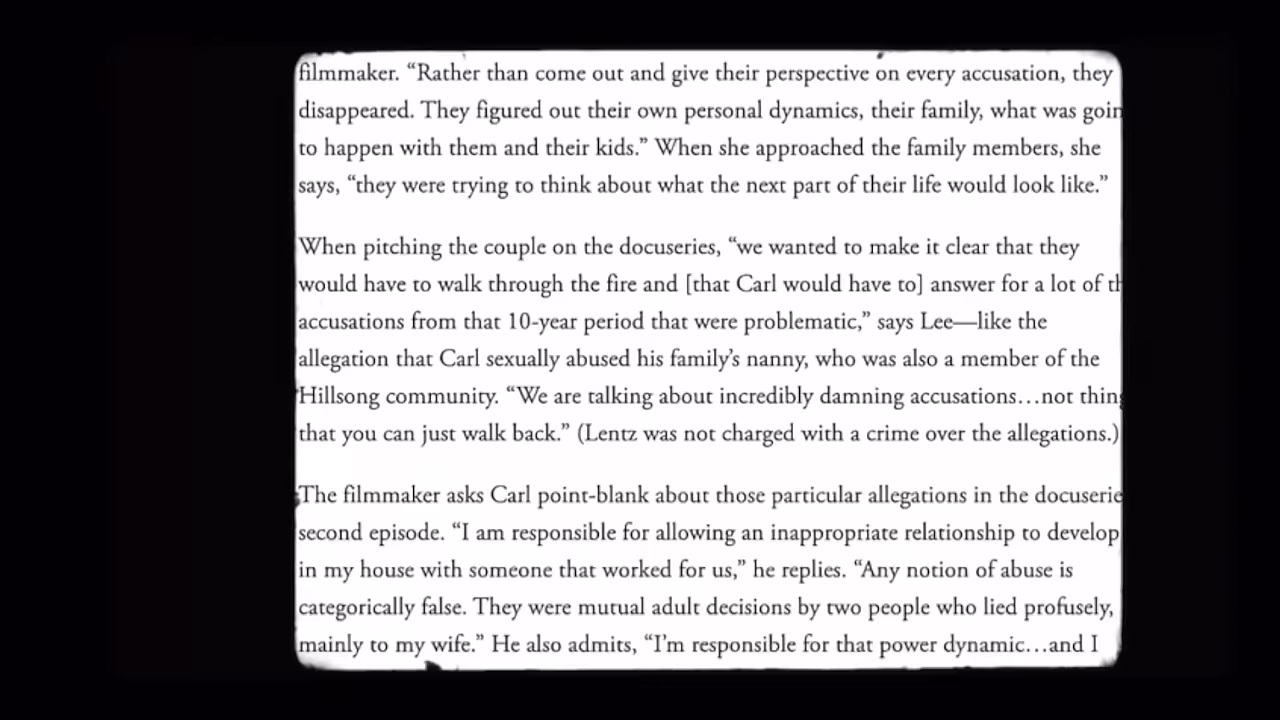 filmmaker. “Rather than come out and give their perspective on every accusation, they
disappeared. They figured out their own personal dynamics, their family, what was goin
to happen with them and their kids.” When she approached the family members, she
says, “they were trying to think about what the next part of their life would look like.”
When pitching the couple on the docuseries, “we wanted to make it clear that they
would have to walk through the fire and [that Carl would have to] answer for a lot of th
accusations from that 10-year period that were problematic,” says Lee—like the
allegation that Carl sexually abused his family’s nanny, who was also a member of the
Hillsong community. “We are talking about incredibly damning accusations…not thing
that you can just walk back.” (Lentz was not charged with a crime over the allegations.)
The filmmaker asks Carl point-blank about those particular allegations in the docuserie
second episode. “I am responsible for allowing an inappropriate relationship to develop
in my house with someone that worked for us,” he replies. “Any notion of abuse is
categorically false. They were mutual adult decisions by two people who lied profusely,
mainly to my wife.” He also admits, “I’m responsible for that power dynamic…and I